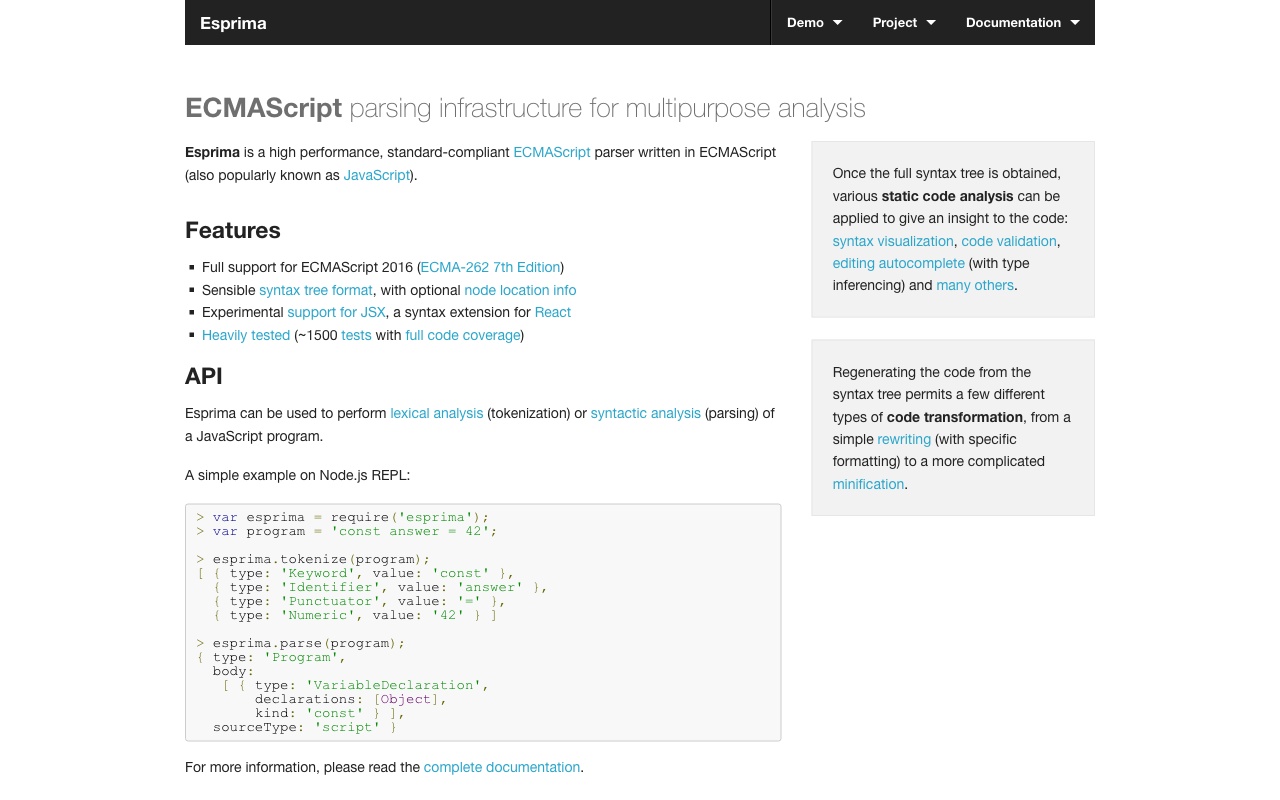 Esprima
Demo
Project
Documentation
ECMAScript parsing infrastructure for multipurpose analysis
Esprima is a high performance, standard-compliant ECMAScript parser written in ECMAScript
(also popularly known as JavaScript).
Features
▪ Full support for ECMAScript 2016 (ECMA-262 7th Edition)
▪ Sensible syntax tree format, with optional node location info
▪ Experimental support for JSX, a syntax extension for React
▪ Heavily tested (~1500 tests with full code coverage)
API
Esprima can be used to perform lexical analysis (tokenization) or syntactic analysis (parsing) of
a JavaScript program.
A simple example on Node.js REPL:
> var esprima = require('esprima');
> var program = 'const answer = 42';
> esprima.tokenize(program);
[ { type: 'Keyword', value: 'const' },
  { type: 'Identifier', value: 'answer' },
  { type: 'Punctuator', value: '=' },
  { type: 'Numeric', value: '42' } ]
> esprima.parse(program);
{ type: 'Program',
  body:
   [ { type: 'VariableDeclaration',
       declarations: [Object],
       kind: 'const' } ],
  sourceType: 'script' }
For more information, please read the complete documentation.
Once the full syntax tree is obtained,
various static code analysis can be
applied to give an insight to the code:
syntax visualization, code validation,
editing autocomplete (with type
inferencing) and many others.
Regenerating the code from the
syntax tree permits a few different
types of code transformation, from a
simple rewriting (with specific
formatting) to a more complicated
minification.